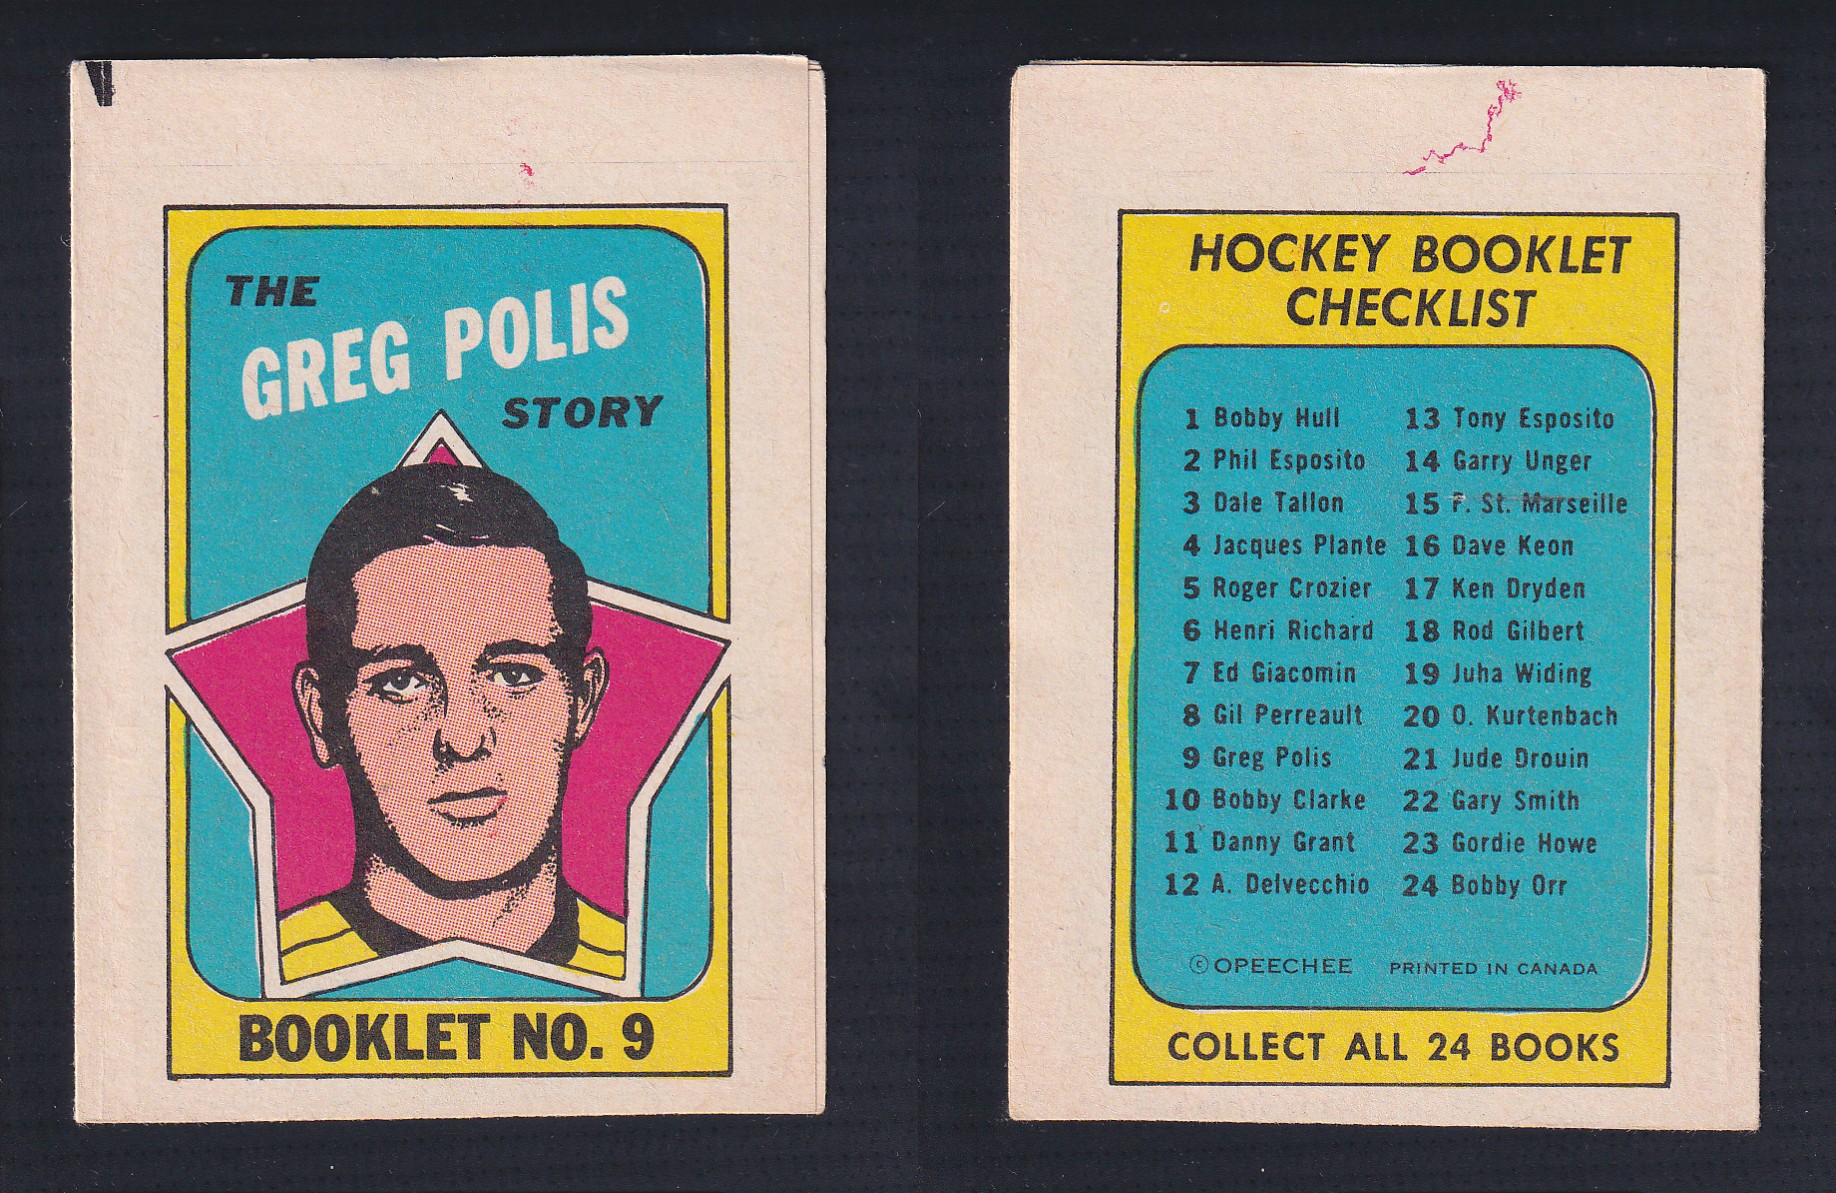 THE
GREG POLIS
STORY
BOOKLET NO. 9
HOCKEY BOOKLET
CHECKLIST
1 Bobby Hull
2 Phil Esposito
3 Dale Tallon
4 Jacques Plante
5 Roger Crozier
6 Henri Richard
7 Ed Giacomin
8 Gil Perreault
9 Greg Polis
10 Bobby Clarke
11 Danny Grant
12 A. Delvecchio
13 Tony Esposito
14 Garry Unger
15 F. St. Marseille
16 Dave Keon
17 Ken Dryden
18 Rod Gilbert
19 Juha Widing
20 O. Kurtenbach
21 Jude Drouin
22 Gary Smith
23 Gordie Howe
24 Bobby Orr
© OPEECHEE PRINTED IN CANADA
COLLECT ALL 24 BOOKS